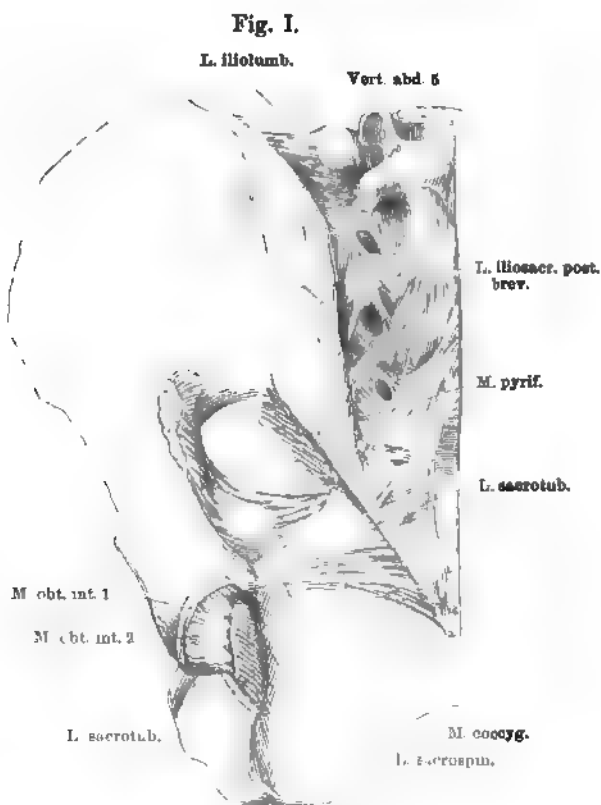 Fig. I.
L. iliolumb.
Vert. abd. 5
L. iliosacr. post.
brev.
M. pyrif.
L. sacrotub.
M. obt. int. 1
M. obt. int. 2
L. sacrotub.
M. coccyg.
L. sacrospin.